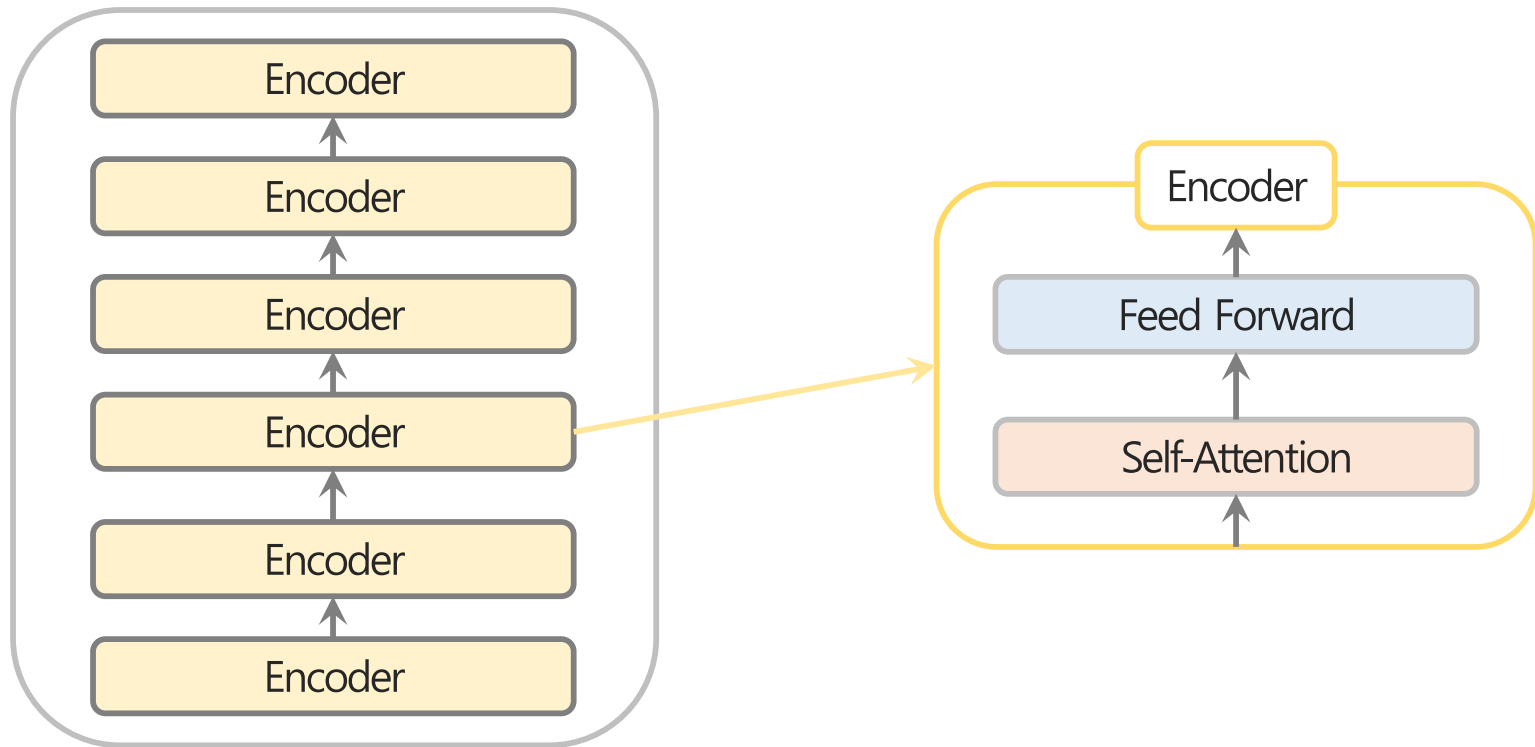 Encoder
Encoder
Encoder
Encoder
Encoder
Encoder
Encoder
Feed Forward
Self-Attention